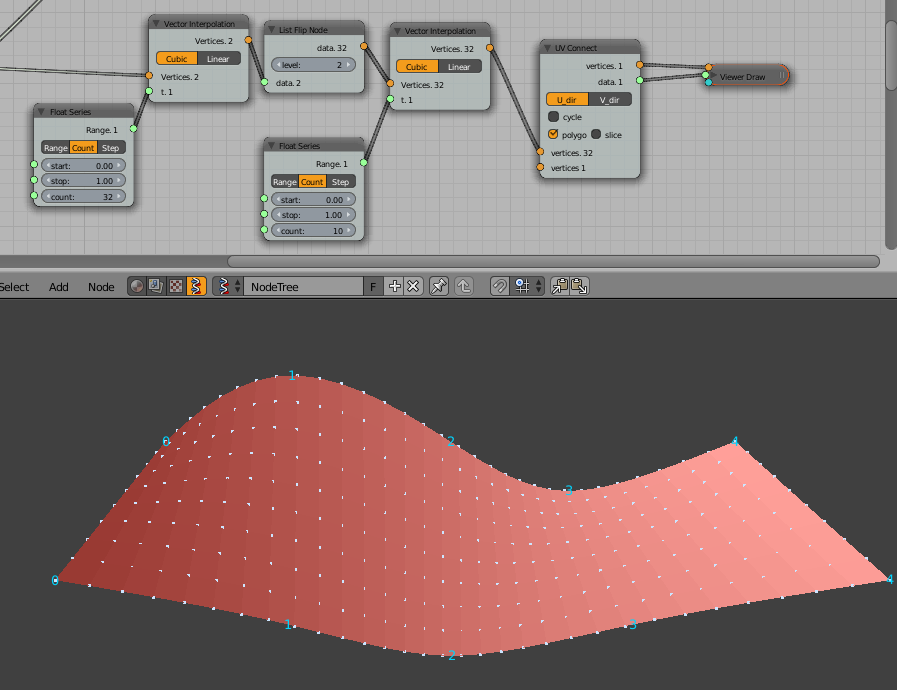 Vector Interpolation
Vertices. 2
Cubic Linear
Vertices. 2
t. 1
Float Series
Range. 1
Range Count Step
start: 0.00
stop: 1.00
count: 32
List Flip Node
data. 32
level: 2
data. 2
Float Series
Range. 1
Range Count Step
start: 0.00
stop: 1.00
count: 10
Vector Interpolation
Vertices. 32
Cubic Linear
Vertices. 32
t. 1
UV Connect
vertices. 1
data. 1
U_dir V_dir
cycle
polygo slice
vertices. 32
vertices 1
Viewer Draw
Select Add Node NodeTree F
1
0 2 4
3
0 4
1 3
2